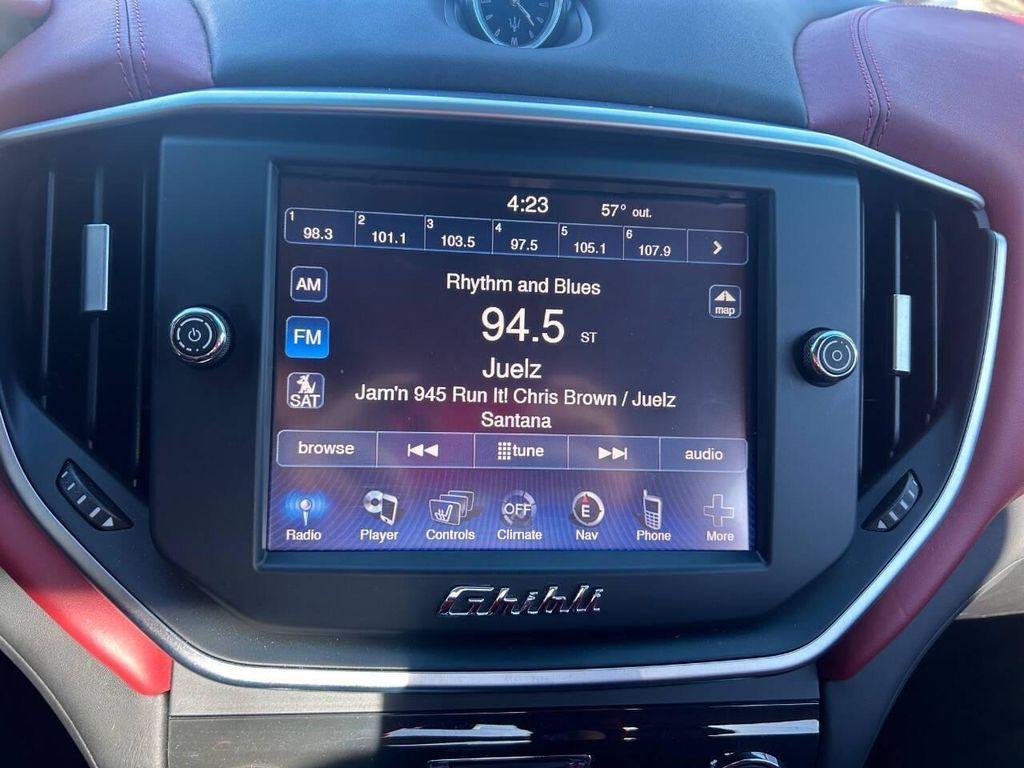 4:23 57° out.
1 98.3 2 101.1 3 103.5 4 97.5 5 105.1 6 107.9 >
AM
Rhythm and Blues
map
FM
94.5 ST
Juelz
SAT
Jam'n 945 Run It! Chris Brown / Juelz
Santana
browse tune audio
OFF E
Radio Player Controls Climate Nav Phone More
Ghibli